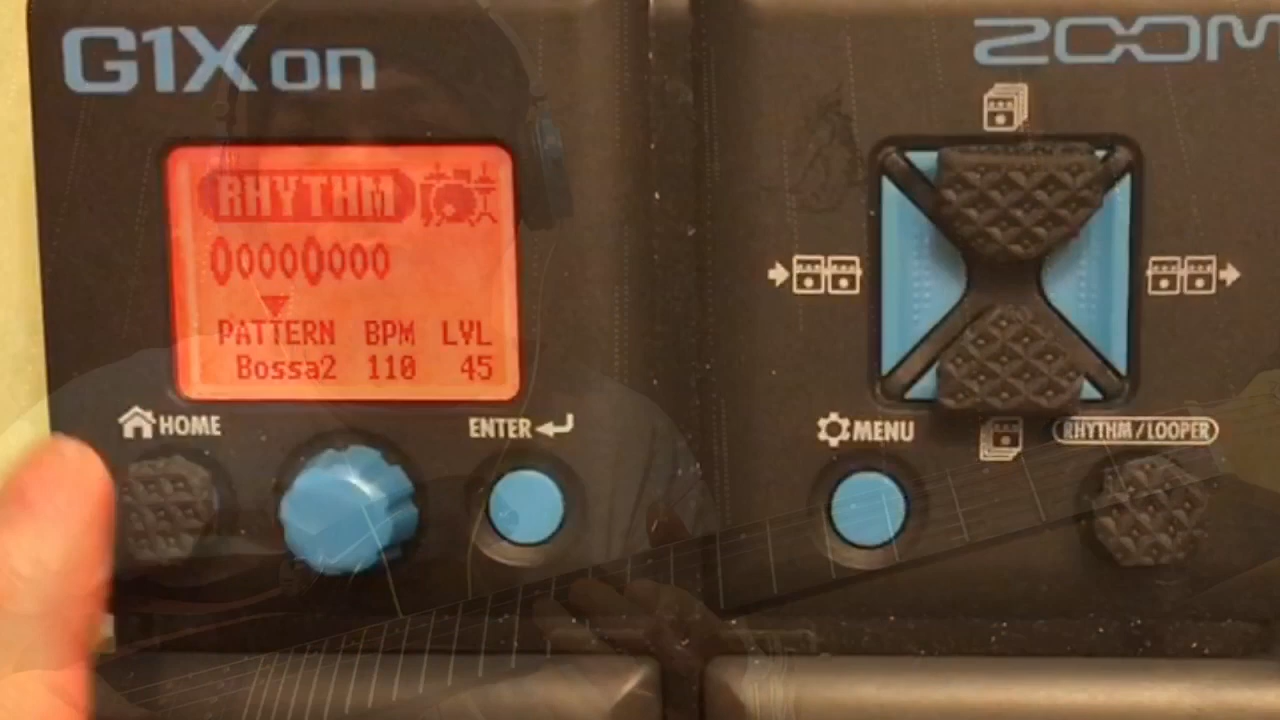 G1X on
ZOOM
RHYTHM
PATTERN BPM LVL
Bossa2 110 45
HOME
ENTER
MENU
RHYTHM/LOOPER